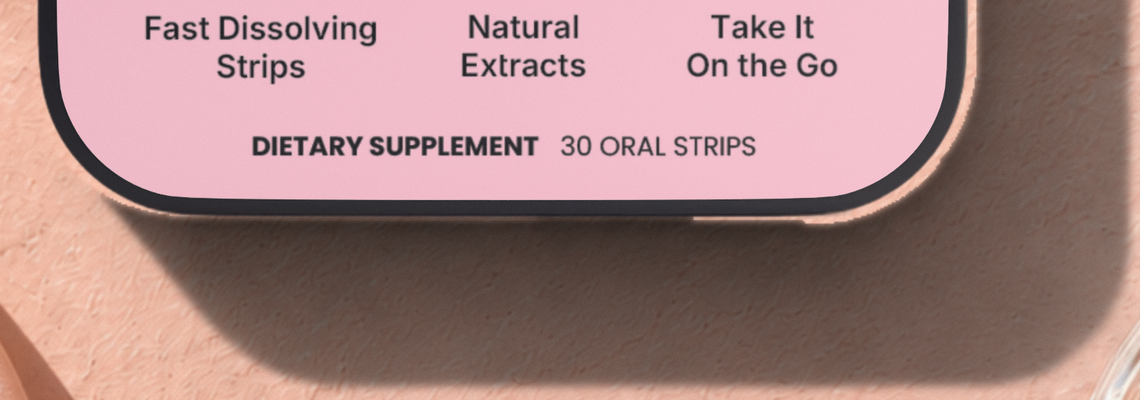 Fast Dissolving
Strips
Natural
Extracts
Take It
On the Go
DIETARY SUPPLEMENT 30 ORAL STRIPS